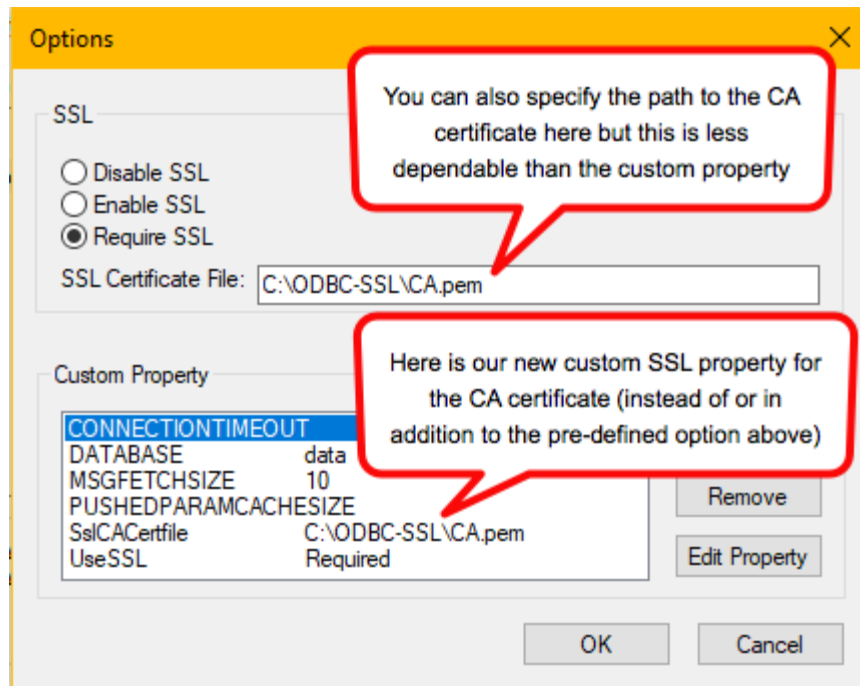 Options
You can also specify the path to the CA
certificate here but this is less
dependable than the custom property
SSL
Disable SSL
Enable SSL
Require SSL
SSL Certificate File: C:\ODBC-SSL\CA.pem
Here is our new custom SSL property for
the CA certificate (instead of or in
addition to the pre-defined option above)
Custom Property
CONNECTIONTIMEOUT
DATABASE data
MSGFETCHSIZE 10
PUSHEDPARAMCACHESIZE
SslCACertfile C:\ODBC-SSL\CA.pem
UseSSL Required
Remove
Edit Property
OK Cancel